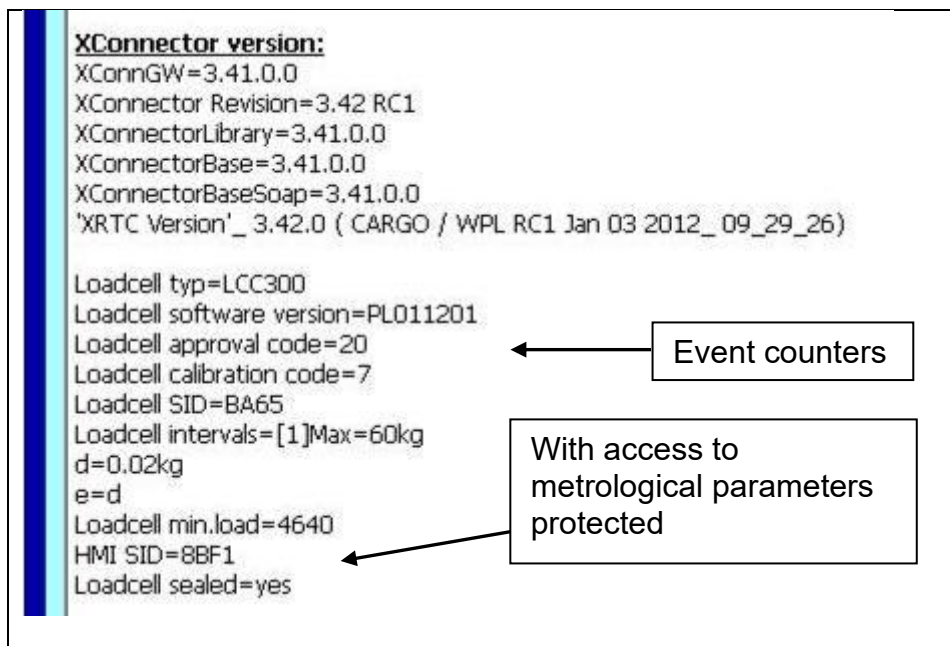 XConnector version:
XConnGW=3.41.0.0
XConnector Revision=3.42 RC1
XConnectorLibrary=3.41.0.0
XConnectorBase=3.41.0.0
XConnectorBaseSoap=3.41.0.0
'XRTC Version'_ 3.42.0 ( CARGO / WPL RC1 Jan 03 2012_ 09_29_26)
Loadcell typ=LCC300
Loadcell software version=PL011201
Loadcell approval code=20
Loadcell calibration code=7
Loadcell SID=BA65
Loadcell intervals=[1]Max=60kg
d=0.02kg
e=d
Loadcell min.load=4640
HMI SID=8BF1
Loadcell sealed=yes
Event counters
With access to
metrological parameters
protected